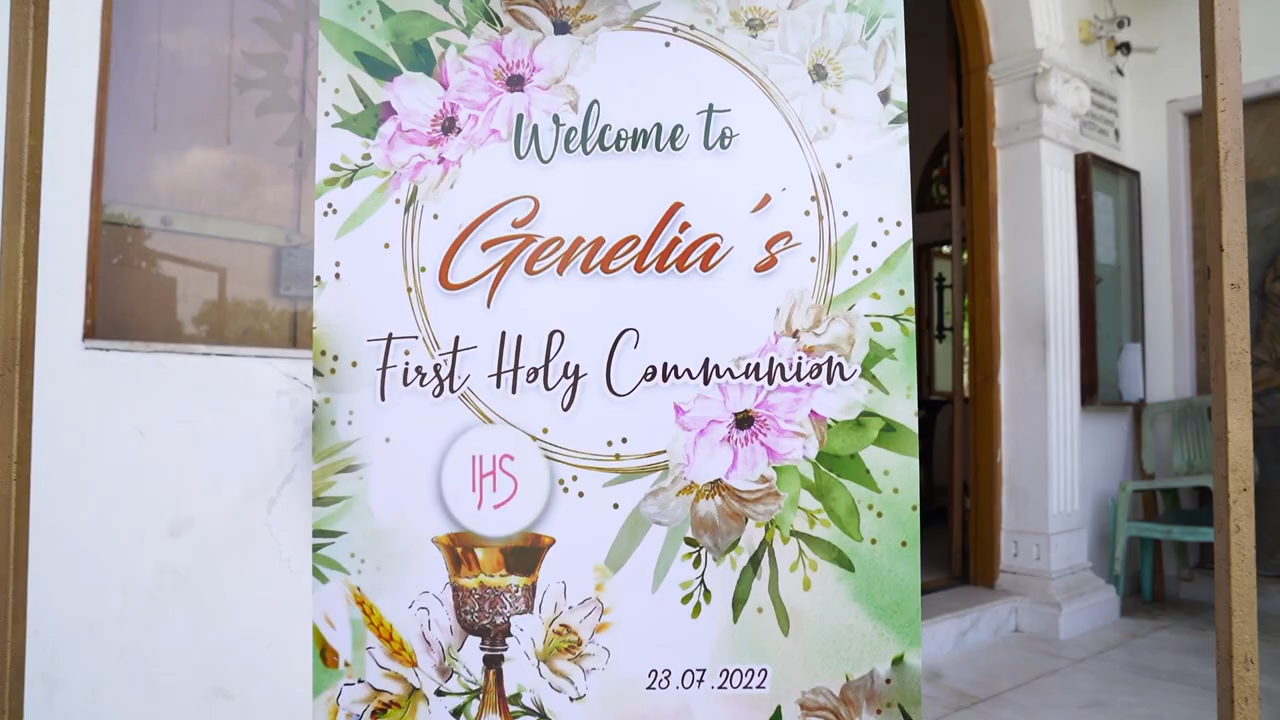 Welcome to
Genelia's
First Holy Communion
IHS
23.07.2022